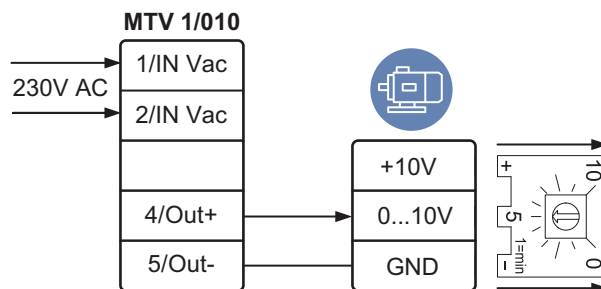 MTV 1/010
230V AC
1/IN Vac
2/IN Vac
4/Out+
5/Out-
+10V
0...10V
GND
+ 5 -
1=min
10
0